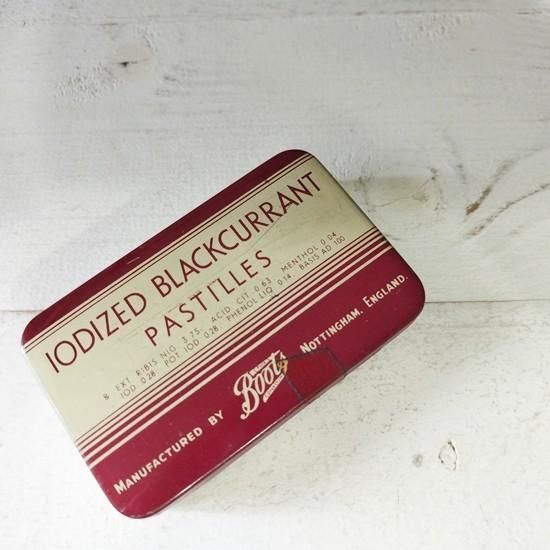 IODIZED BLACKCURRANT
PASTILLES
EXT RIBIS NIG 3.75. ACID CIT 0.63 MENTHOL 0.04
IOD 0.28. POT IOD 0.28 PHENOL LIQ 0.14. BASIS AD 100
MANUFACTURED BY Boots NOTTINGHAM, ENGLAND.